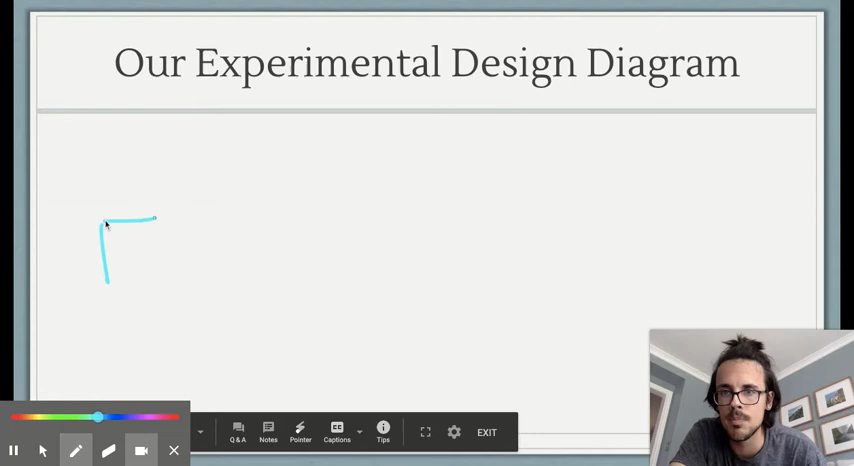 Our Experimental Design Diagram
Q & A
Notes
Pointer
Captions
Tips
EXIT